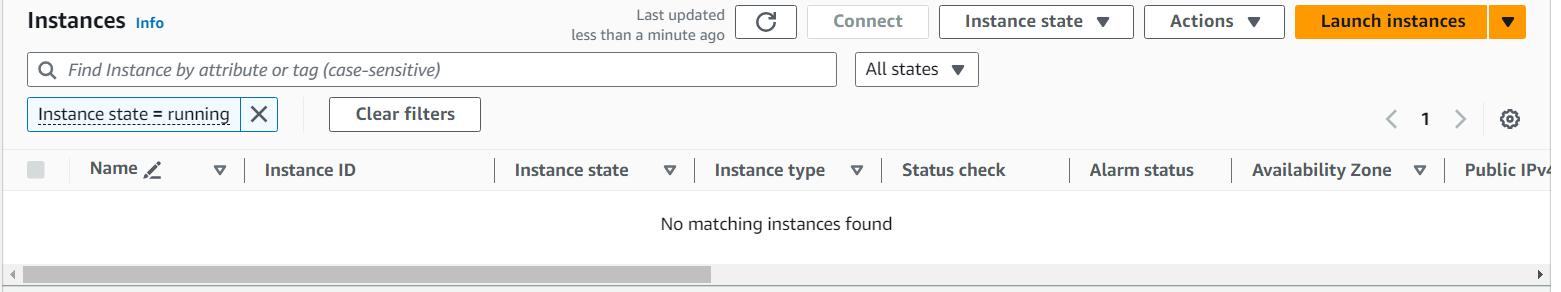 Instances Info
Last updated
less than a minute ago
Connect
Instance state
Actions
Launch instances
Find Instance by attribute or tag (case-sensitive)
All states
Instance state = running
Clear filters
1
Name Instance ID Instance state Instance type Status check Alarm status Availability Zone Public IPv4
No matching instances found